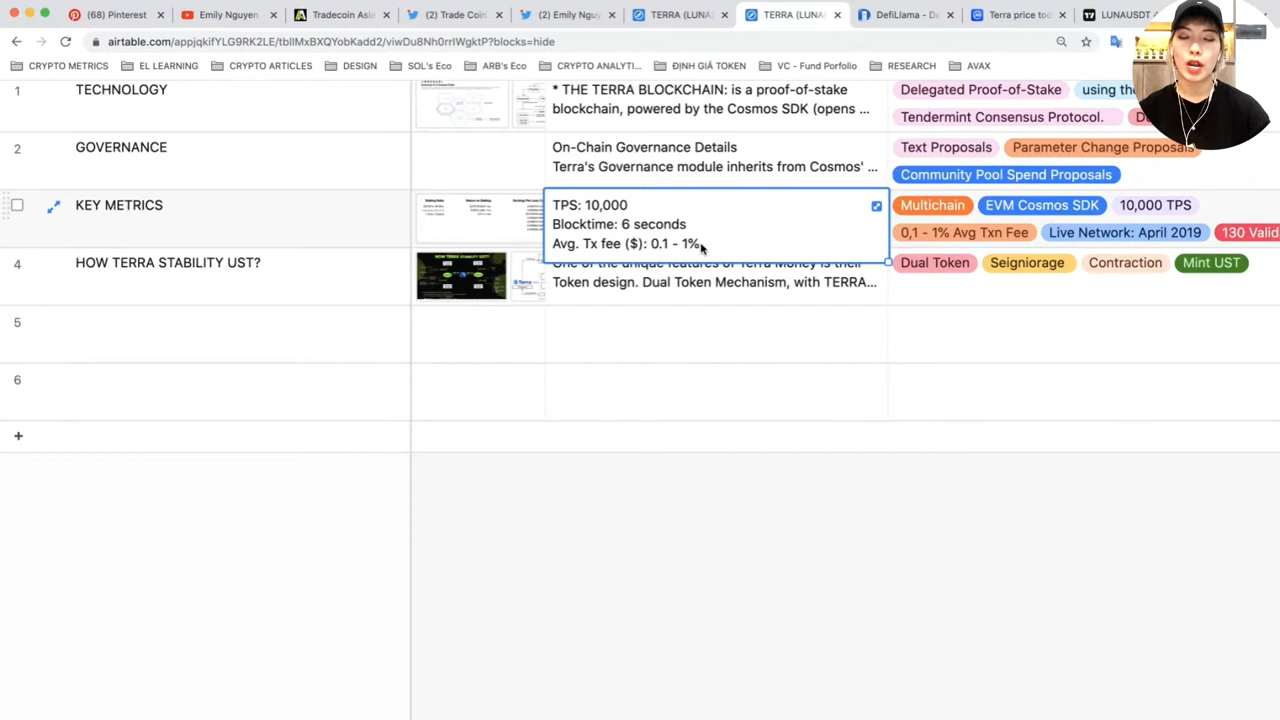 (68) Pinterest
Emily Nguyen
Tradecoin Asia
(2) Trade Coin
(2) Emily Nguye
TERRA (LUNA)
TERRA (LUNA)
DefiLlama - De
Terra price tod
LUNAUSDT
airtable.com/appjqkifYLG9RK2LE/tbllMxBXQYobKadd2/viwDu8Nh0rrlWgktP?blocks=hide
CRYPTO METRICS
EL LEARNING
CRYPTO ARTICLES
DESIGN
SOL's Eco
ARB's Eco
CRYPTO ANALYTI...
ĐỊNH GIÁ TOKEN
VC - Fund Porfolio
RESEARCH
AVAX
1
TECHNOLOGY
* THE TERRA BLOCKCHAIN: is a proof-of-stake
blockchain, powered by the Cosmos SDK (opens ...
Delegated Proof-of-Stake
using the
Tendermint Consensus Protocol.
2
GOVERNANCE
On-Chain Governance Details
Terra's Governance module inherits from Cosmos' ...
Text Proposals
Parameter Change Proposals
Community Pool Spend Proposals
KEY METRICS
TPS: 10,000
Blocktime: 6 seconds
Avg. Tx fee ($): 0.1 - 1%
Multichain
EVM Cosmos SDK
10,000 TPS
0,1 - 1% Avg Txn Fee
Live Network: April 2019
130 Valid
4
HOW TERRA STABILITY UST?
Token design. Dual Token Mechanism, with TERRA...
Dual Token
Seigniorage
Contraction
Mint UST
5
6
+